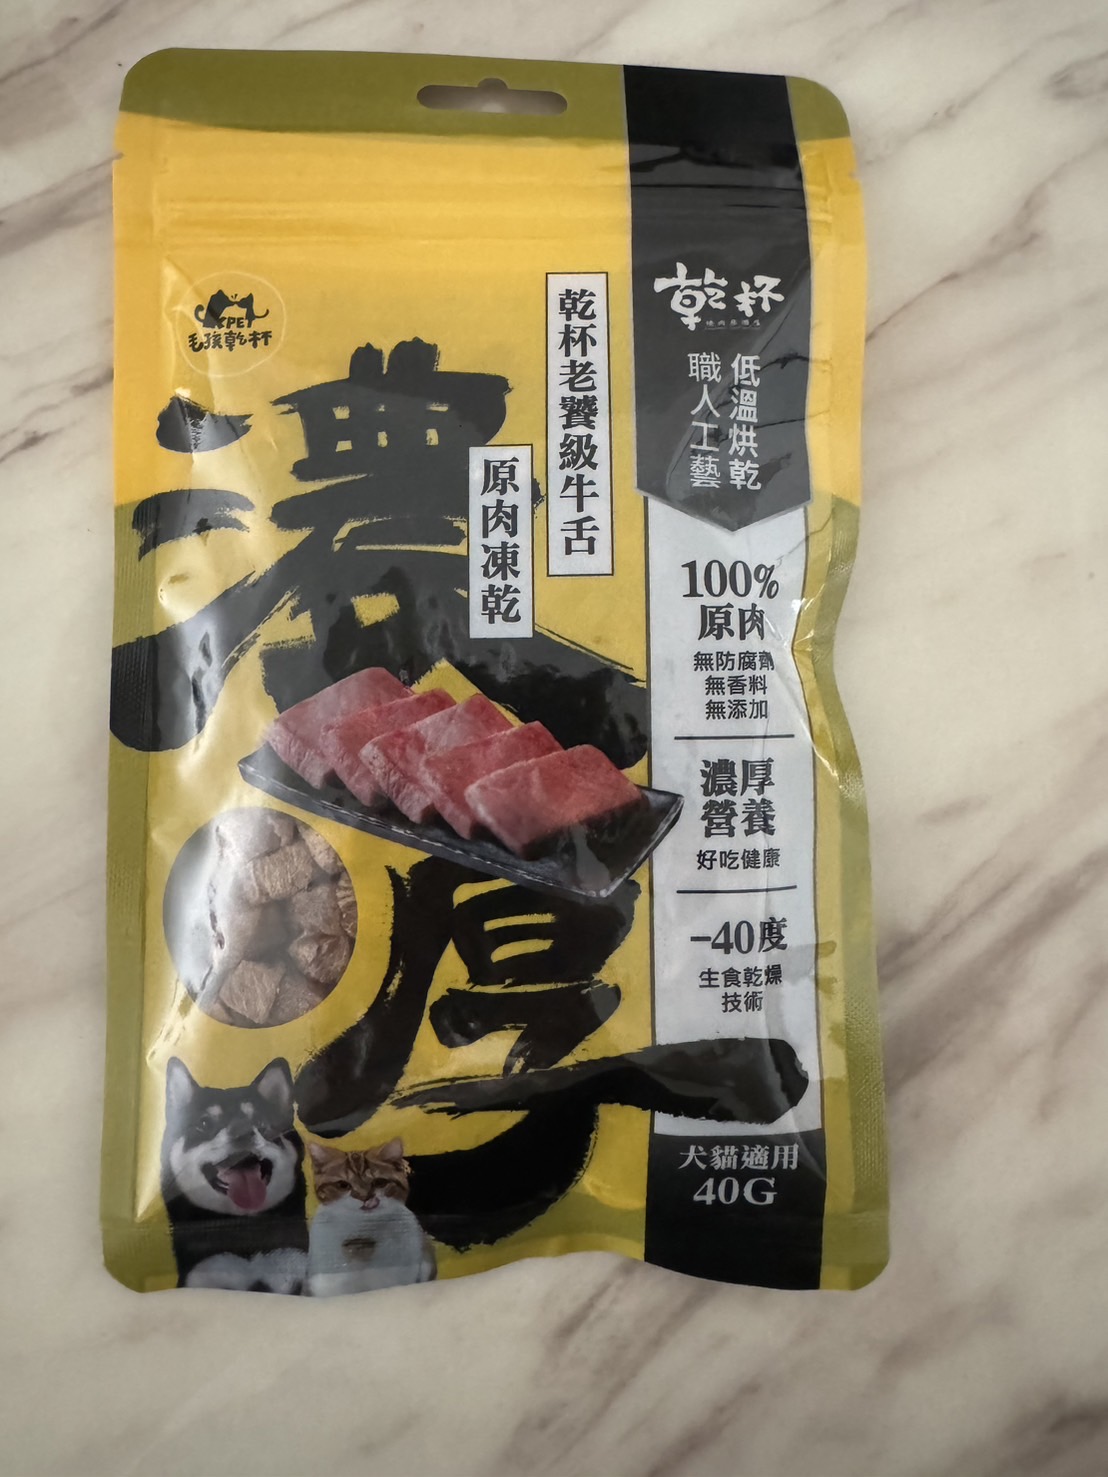 毛孩乾杯
濃厚
乾杯老饕級牛舌
原肉凍乾
乾杯
低溫烘乾
職人工藝
100%
原肉
無防腐劑
無香料
無添加
濃厚
營養
好吃健康
-40度
生食乾燥
技術
犬貓適用
40G